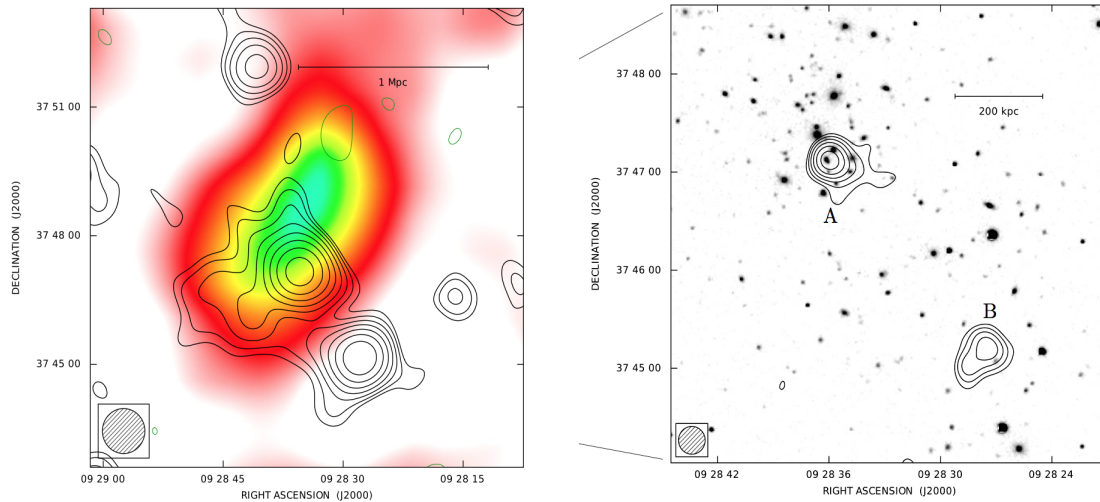 1 Mpc
37 51 00
37 48 00
37 45 00
DECLINATION (J2000)
09 29 00
09 28 45
09 28 30
09 28 15
RIGHT ASCENSION (J2000)
200 kpc
37 48 00
37 47 00
37 46 00
37 45 00
DECLINATION (J2000)
A
B
09 28 42
09 28 36
09 28 30
09 28 24
RIGHT ASCENSION (J2000)